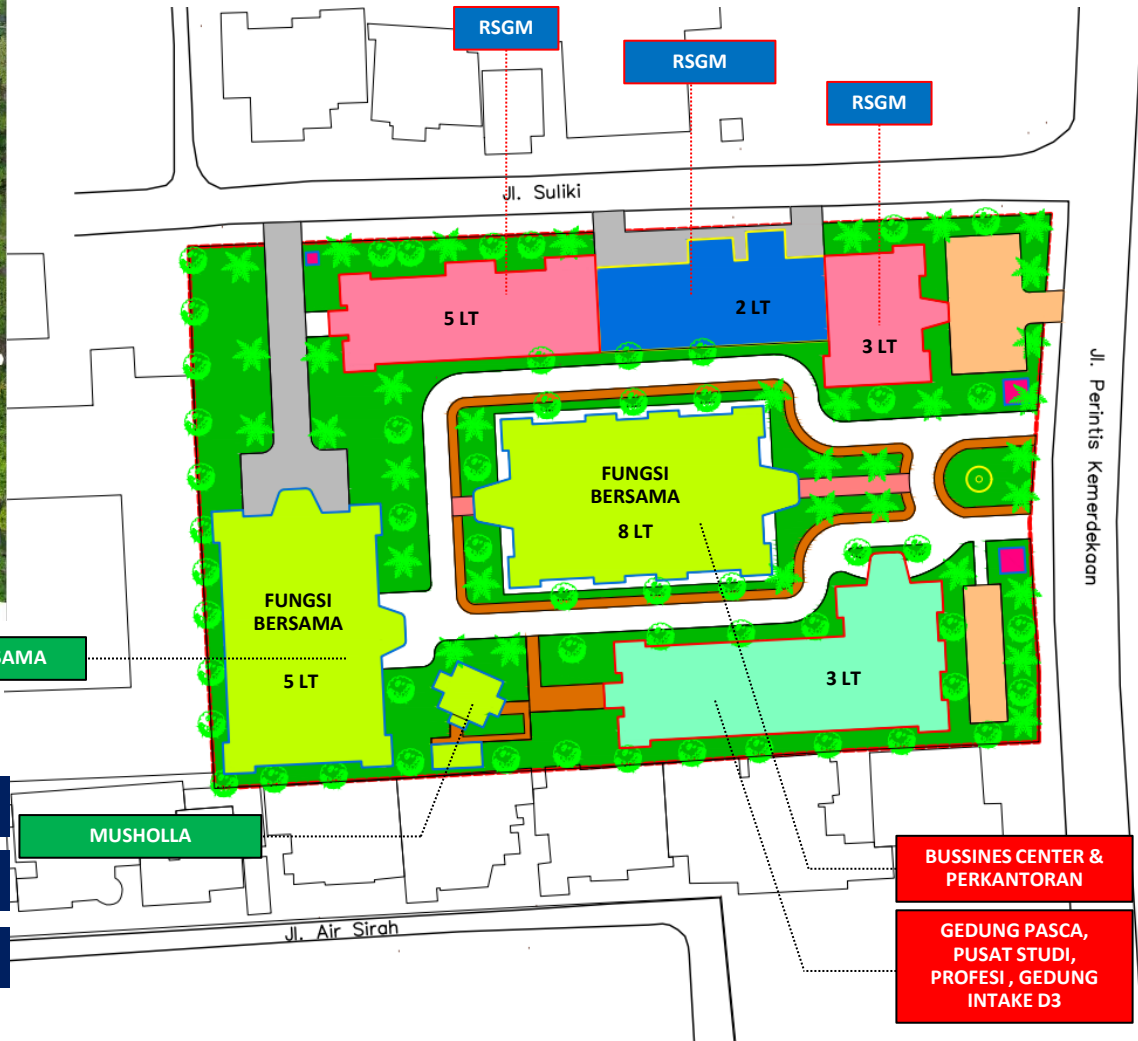 RSGM
RSGM
RSGM
Jl. Suliki
5 LT
2 LT
3 LT
Jl. Perintis Kemerdekaan
FUNGSI
BERSAMA
8 LT
FUNGSI
BERSAMA
5 LT
3 LT
MUSHOLLA
BUSSINES CENTER &
PERKANTORAN
Jl. Air Sirah
GEDUNG PASCA,
PUSAT STUDI,
PROFESI , GEDUNG
INTAKE D3